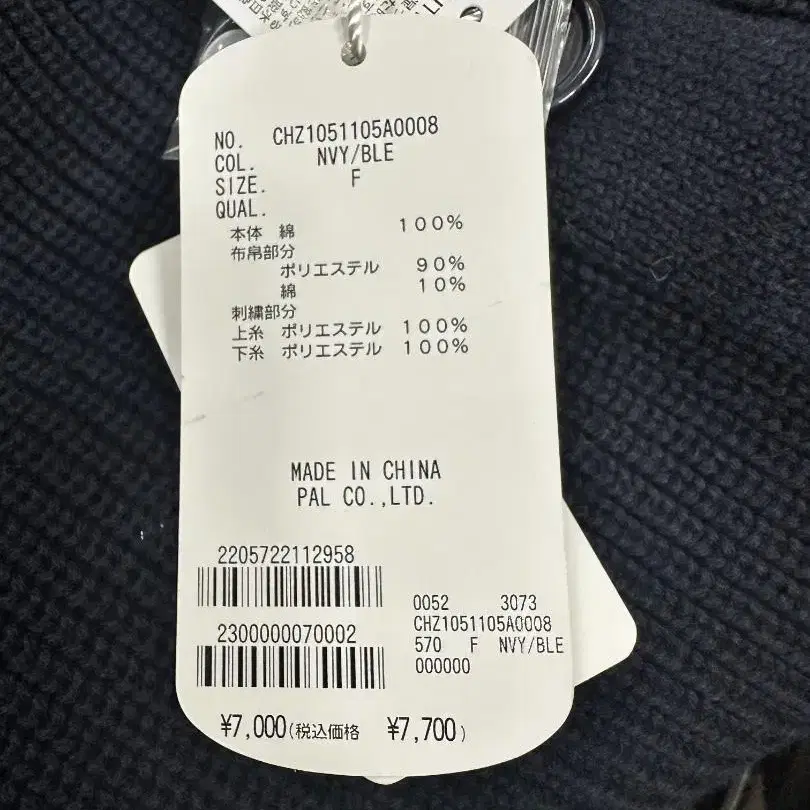 NO. CHZ1051105A0008
COL. NVY/BLE
SIZE. F
QUAL.
本体 綿 100%
布帛部分
ポリエステル 90%
綿 10%
刺繍部分
上糸 ポリエステル 100%
下糸 ポリエステル 100%
MADE IN CHINA
PAL CO.,LTD.
2205722112958
2300000070002
0052 3073
CHZ1051105A0008
570 F NVY/BLE
000000
¥7,000(税込価格 ¥7,700)